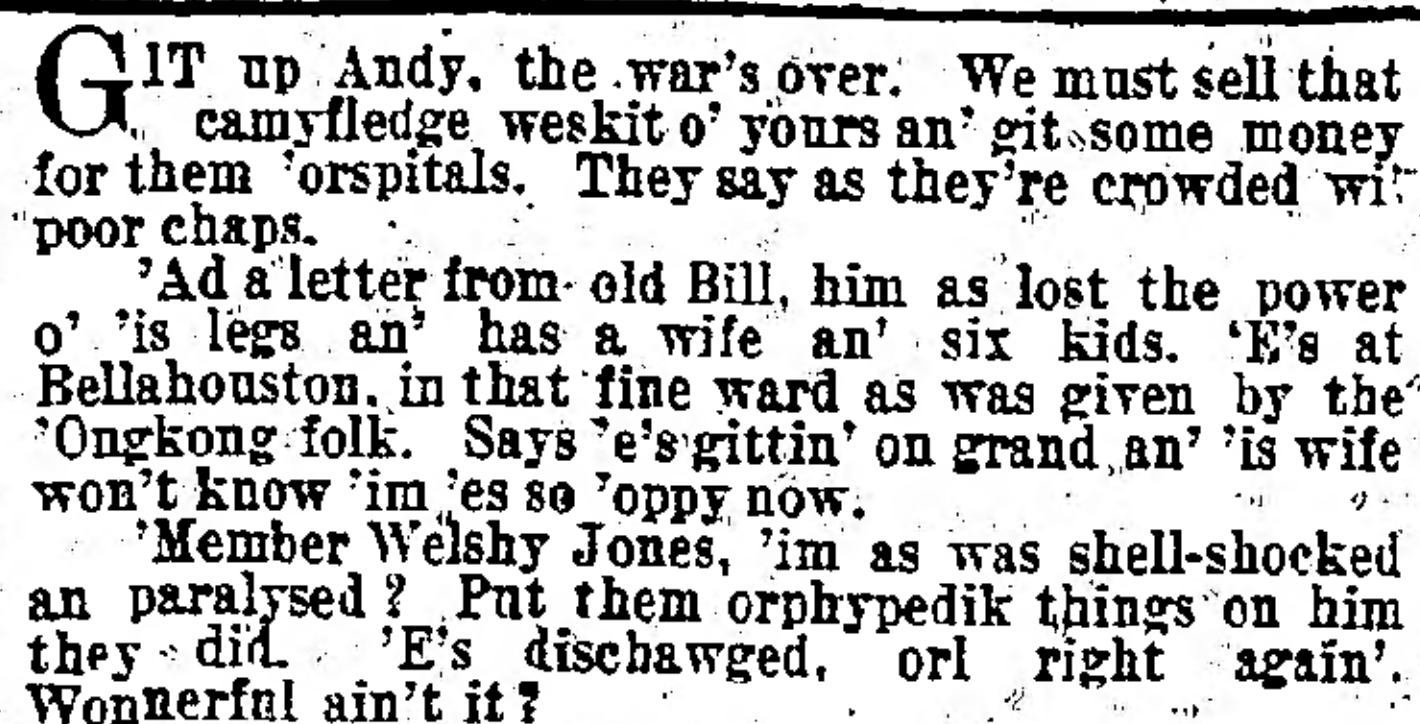 GIT up Andy, the war's over. We must sell that
camyfledge weskit o' yours an' git some money
for them 'orspitals. They say as they're crowded wi'
poor chaps.
'Ad a letter from old Bill, him as lost the power
o' 'is legs an' has a wife an' six kids. 'E's at
Bellahouston, in that fine ward as was given by the
'Ongkong folk. Says 'e's gittin' on grand an' 'is wife
won't know 'im 'es so 'oppy now.
'Member Welshy Jones, 'im as was shell-shocked
an paralysed? Put them orphypedik things on him
they did. 'E's dischawged, orl right again'.
Wonnerful ain't it?